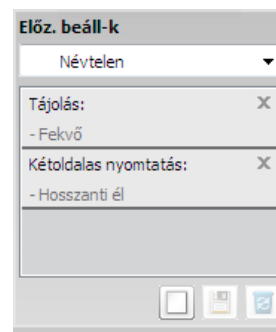 Előz. beáll-k
Névtelen
Tájolás:
- Fekvő
Kétoldalas nyomtatás:
- Hosszanti él